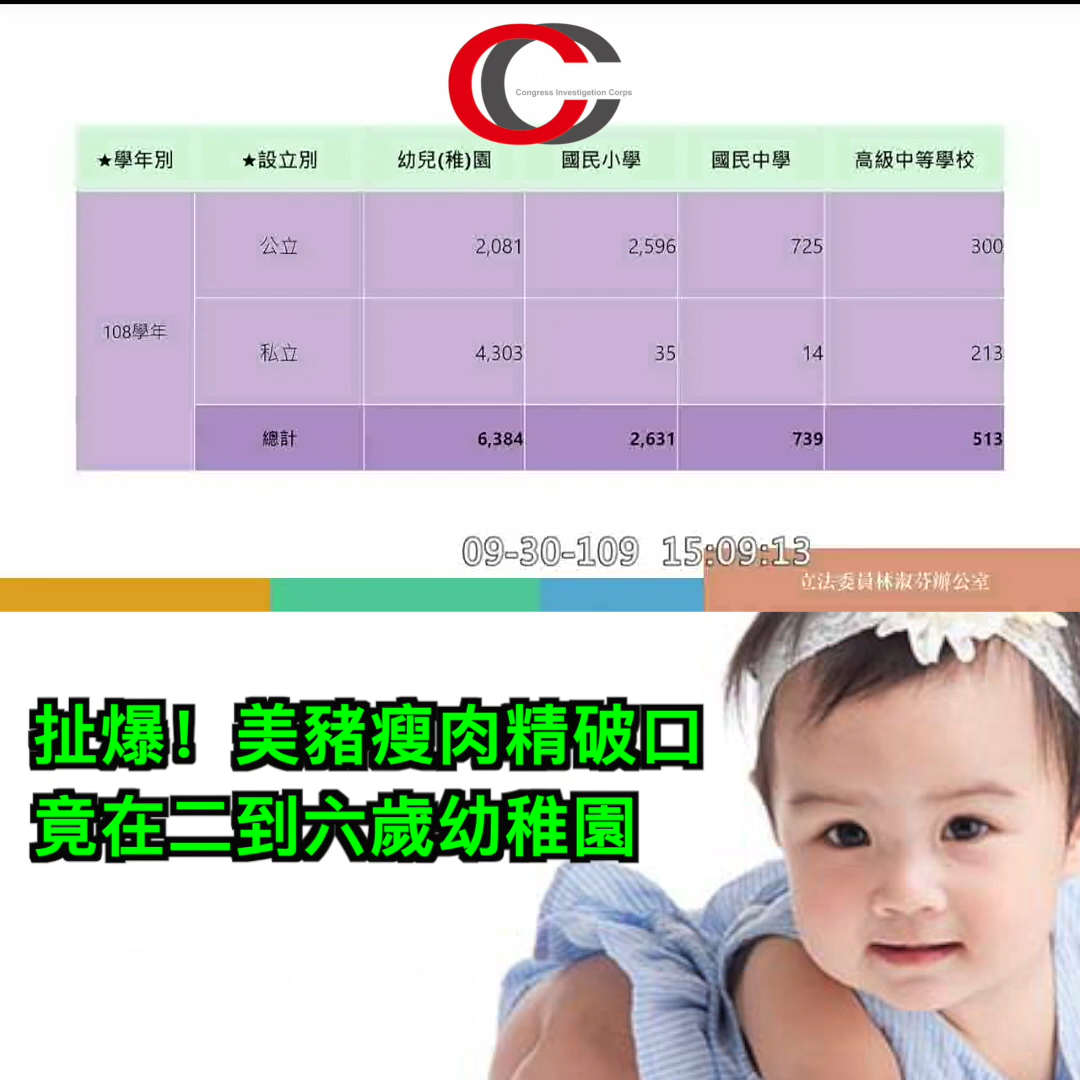 Congress Investigetion Corps
★學年別 ★設立別 幼兒(稚)園 國民小學 國民中學 高級中等學校
公立 2,081 2,596 725 300
108學年
私立 4,303 35 14 213
總計 6,384 2,631 739 513
09-30-109 15:09:13
立法委員林淑芬辦公室
扯爆！美豬瘦肉精破口
竟在二到六歲幼稚園